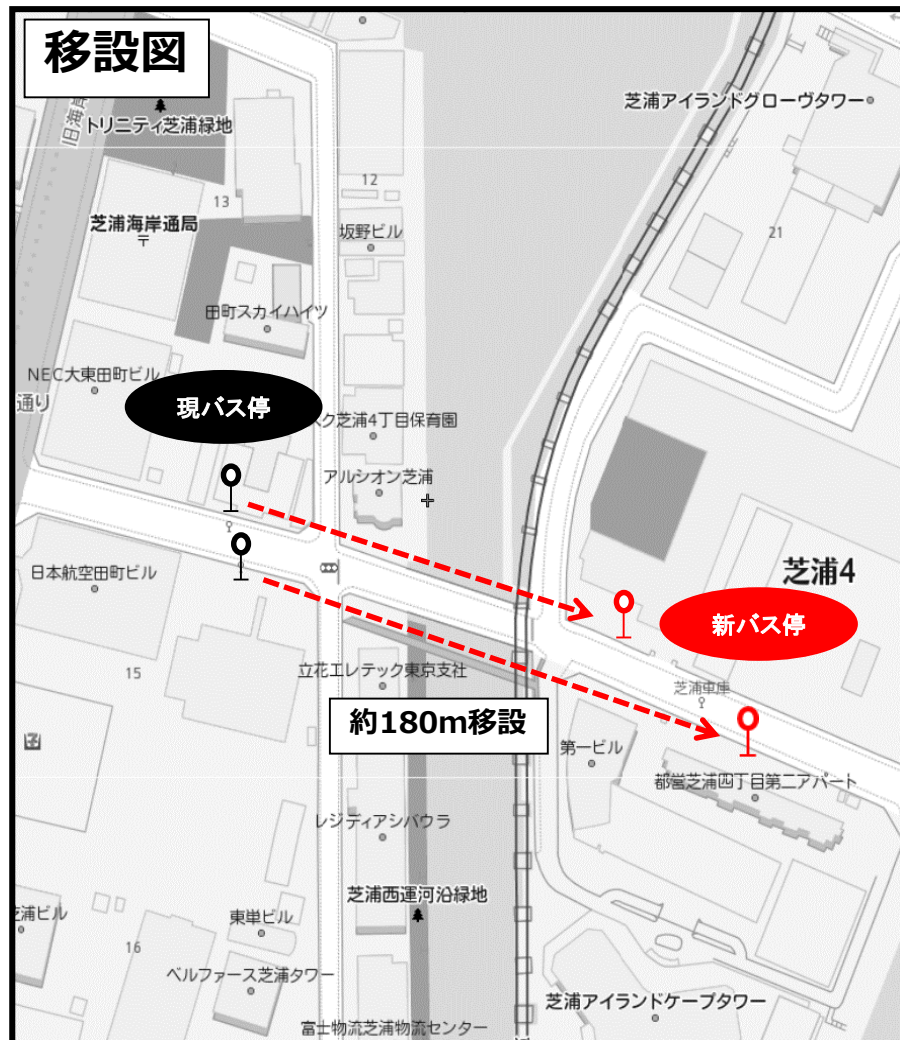 移設図
旧海岸
トリニティ芝浦緑地
芝浦アイランドグローヴタワー
2
12
13
芝浦海岸通局
坂野ビル
21
田町スカイハイツ
NEC大東田町ビル
通り
現バス停
ク芝浦4丁目保育園
アルシオン芝浦
日本航空田町ビル
芝浦4
新バス停
15
立花エレテック東京支社
芝浦車庫
約180m移設
第一ビル
都営芝浦四丁目第二アパート
レジディアシバウラ
芝浦西運河沿緑地
芝浦ビル
東単ビル
16
ベルファース芝浦タワー
芝浦アイランドケープタワー
富士物流芝浦物流センター